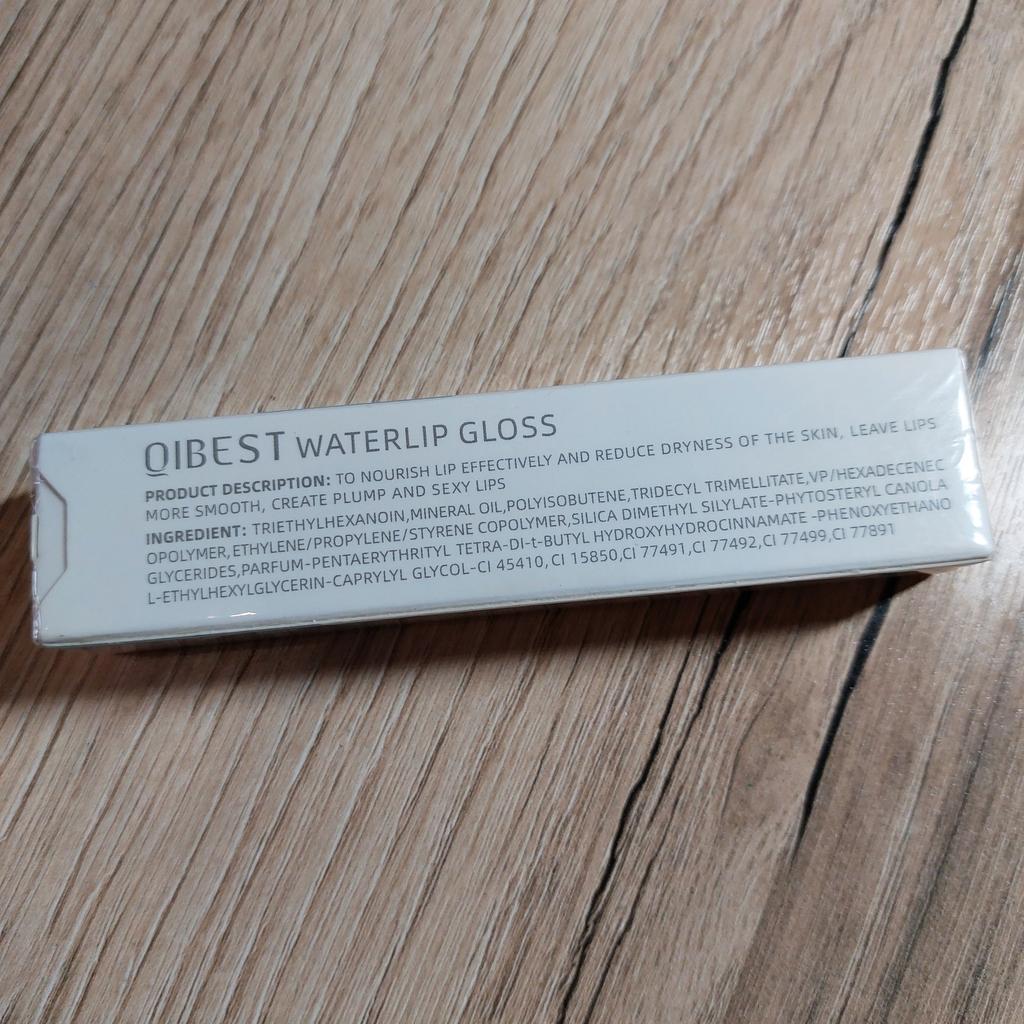 QIBEST WATERLIP GLOSS
PRODUCT DESCRIPTION: TO NOURISH LIP EFFECTIVELY AND REDUCE DRYNESS OF THE SKIN, LEAVE LIPS
MORE SMOOTH, CREATE PLUMP AND SEXY LIPS
INGREDIENT: TRIETHYLHEXANOIN,MINERAL OIL,POLYISOBUTENE,TRIDECYL TRIMELLITATE,VP/HEXADECENEC
OPOLYMER,ETHYLENE/PROPYLENE/STYRENE COPOLYMER,SILICA DIMETHYL SILYLATE-PHYTOSTERYL CANOLA
GLYCERIDES,PARFUM-PENTAERYTHRITYL TETRA-DI-t-BUTYL HYDROXYHYDROCINNAMATE -PHENOXYETHANO
L-ETHYLHEXYLGLYCERIN-CAPRYLYL GLYCOL-CI 45410,CI 15850,CI 77491,CI 77492,CI 77499,CI 77891